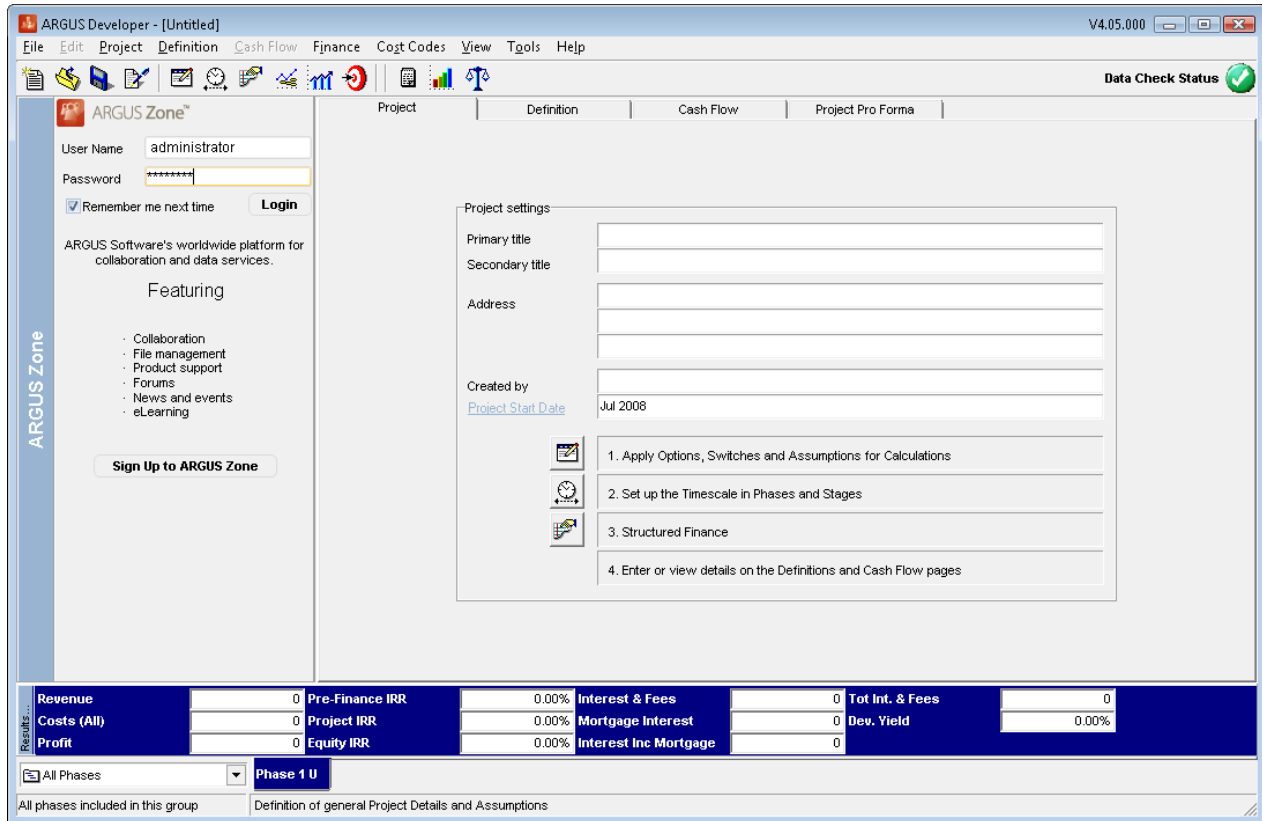 ARGUS Developer - [Untitled]
V4.05.000
File Edit Project Definition Cash Flow Finance Cost Codes View Tools Help
Data Check Status
ARGUS Zone
ARGUS Zone™
User Name administrator
Password ********
Remember me next time Login
ARGUS Software's worldwide platform for
collaboration and data services.
Featuring
· Collaboration
· File management
· Product support
· Forums
· News and events
· eLearning
Sign Up to ARGUS Zone
Project Definition Cash Flow Project Pro Forma
Project settings
Primary title
Secondary title
Address
Created by
Project Start Date Jul 2008
1. Apply Options, Switches and Assumptions for Calculations
2. Set up the Timescale in Phases and Stages
3. Structured Finance
4. Enter or view details on the Definitions and Cash Flow pages
Results...
Revenue 0 Pre-Finance IRR 0.00% Interest & Fees 0 Tot Int. & Fees 0
Costs (All) 0 Project IRR 0.00% Mortgage Interest 0 Dev. Yield 0.00%
Profit 0 Equity IRR 0.00% Interest Inc Mortgage 0
All Phases Phase 1 U
All phases included in this group Definition of general Project Details and Assumptions